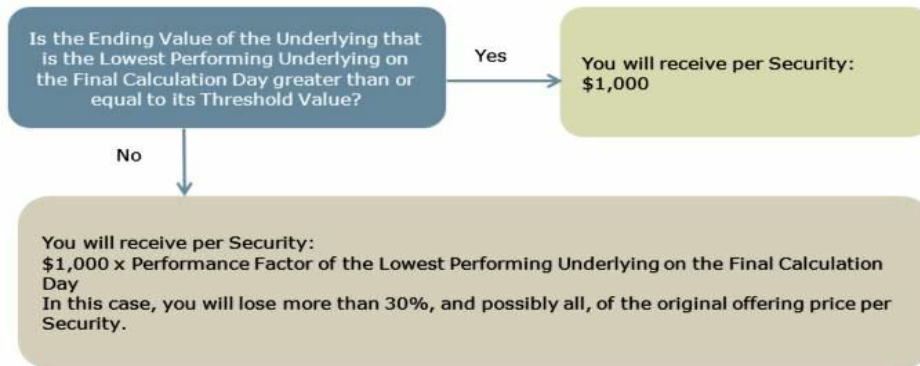 Is the Ending Value of the Underlying that
is the Lowest Performing Underlying on
the Final Calculation Day greater than or
equal to its Threshold Value?
Yes
You will receive per Security:
$1,000
No
You will receive per Security:
$1,000 x Performance Factor of the Lowest Performing Underlying on the Final Calculation
Day
In this case, you will lose more than 30%, and possibly all, of the original offering price per
Security.